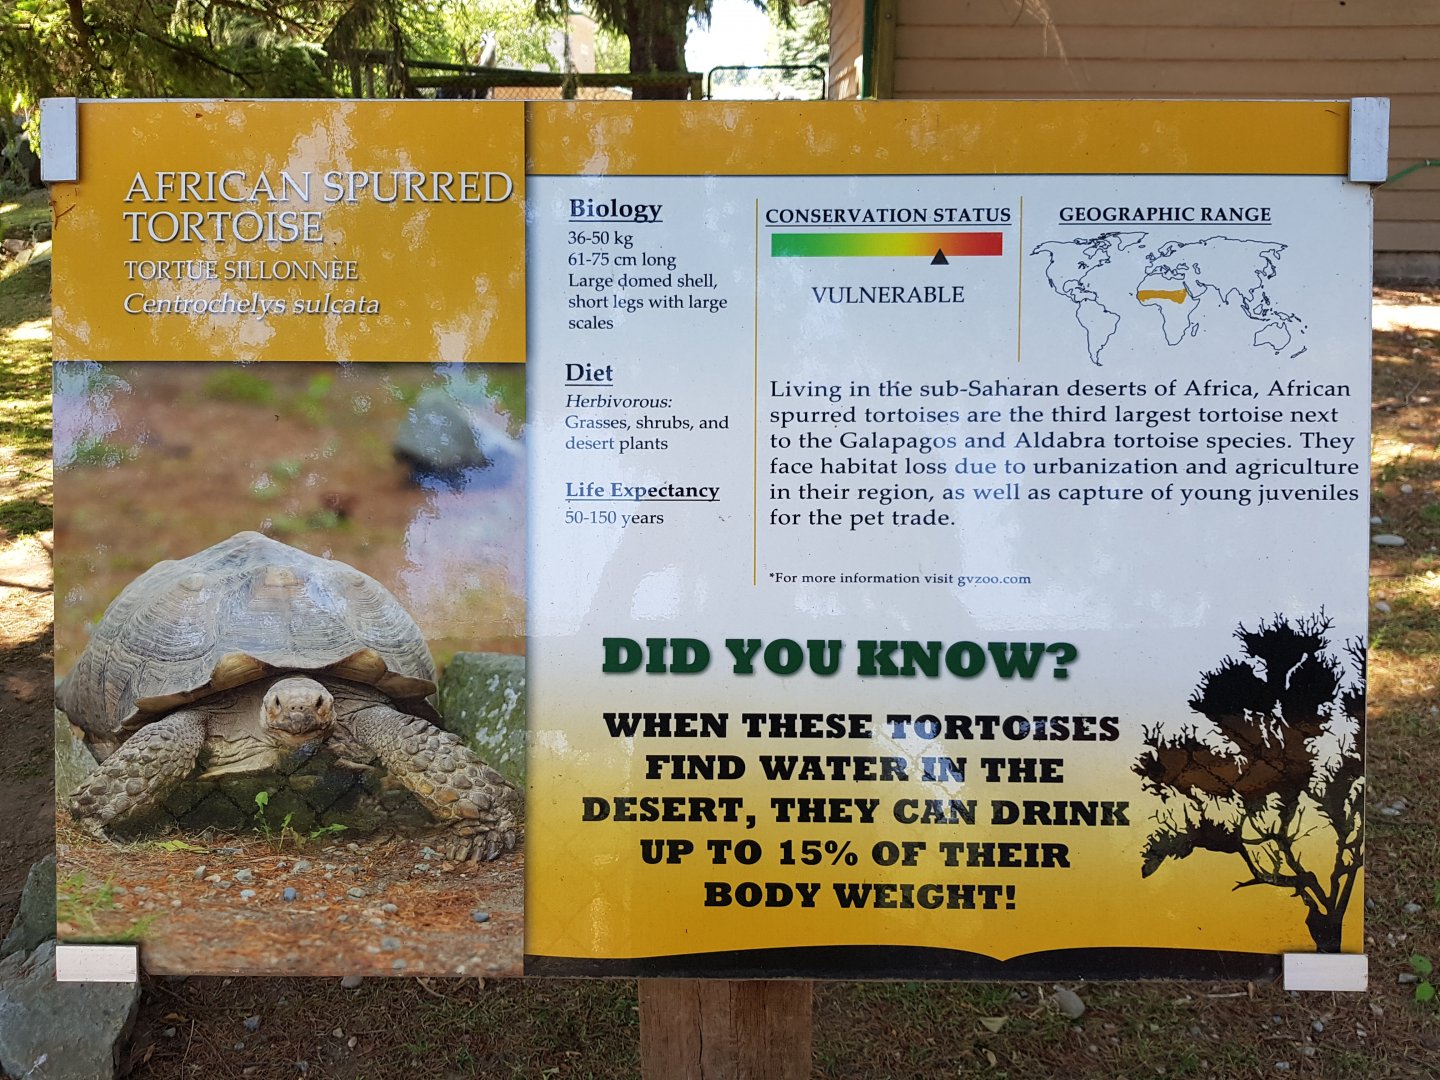 AFRICAN SPURRED
TORTOISE
TORTUE SILLONNÉE
Centrochelys sulcata
Biology
36-50 kg
61-75 cm long
Large domed shell,
short legs with large
scales
Diet
Herbivorous:
Grasses, shrubs, and
desert plants
Life Expectancy
50-150 years
CONSERVATION STATUS
VULNERABLE
GEOGRAPHIC RANGE
Living in the sub-Saharan deserts of Africa, African
spurred tortoises are the third largest tortoise next
to the Galapagos and Aldabra tortoise species. They
face habitat loss due to urbanization and agriculture
in their region, as well as capture of young juveniles
for the pet trade.
*For more information visit gvzoo.com
DID YOU KNOW?
WHEN THESE TORTOISES
FIND WATER IN THE
DESERT, THEY CAN DRINK
UP TO 15% OF THEIR
BODY WEIGHT!